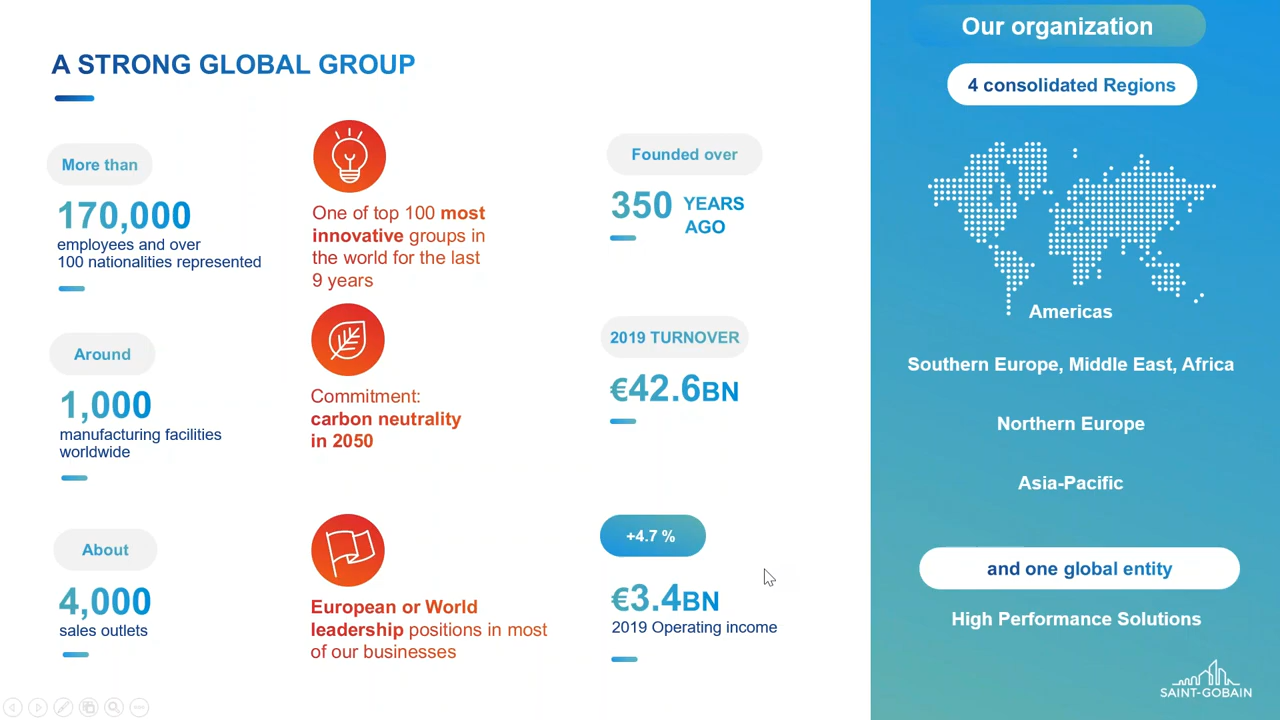 A STRONG GLOBAL GROUP
More than
170,000
employees and over
100 nationalities represented
Around
1,000
manufacturing facilities
worldwide
About
4,000
sales outlets
One of top 100 most
innovative groups in
the world for the last
9 years
Commitment:
carbon neutrality
in 2050
European or World
leadership positions in most
of our businesses
Founded over
350 YEARS
AGO
2019 TURNOVER
€42.6BN
+4.7 %
€3.4BN
2019 Operating income
Our organization
4 consolidated Regions
Americas
Southern Europe, Middle East, Africa
Northern Europe
Asia-Pacific
and one global entity
High Performance Solutions
SAINT-GOBAIN